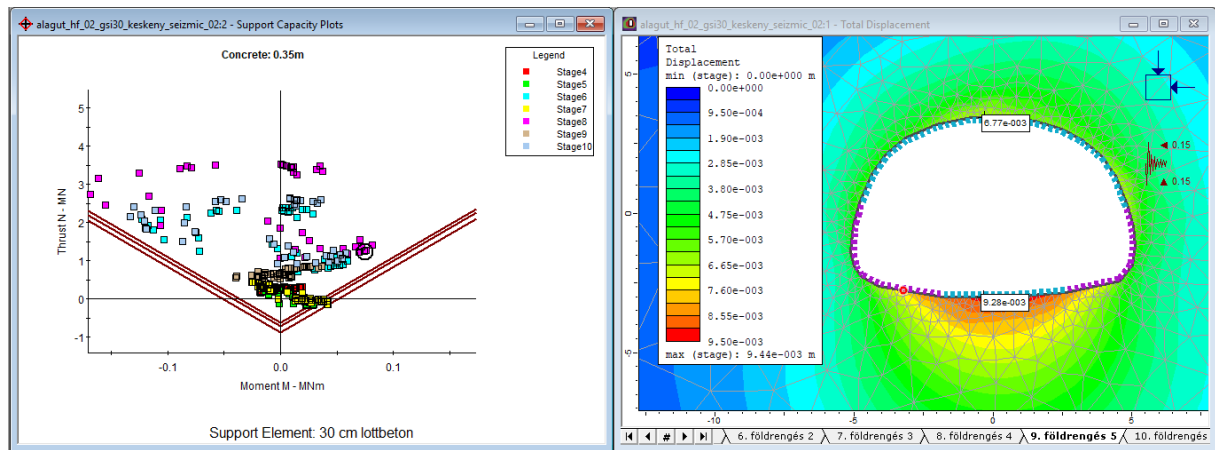 alagut_hf_02_gsi30_keskeny_seizmic_02:2 - Support Capacity Plots
Concrete: 0.35m
Legend
Stage4
Stage5
Stage6
Stage7
Stage8
Stage9
Stage10
Thrust N - MN
5
4
3
2
1
0
-1
-0.1
0.0
0.1
Moment M - MNm
Support Element: 30 cm lottbeton
alagut_hf_02_gsi30_keskeny_seizmic_02:1 - Total Displacement
Total
Displacement
min (stage): 0.00e+000 m
0.00e+000
9.50e-004
1.90e-003
2.85e-003
3.80e-003
4.75e-003
5.70e-003
6.65e-003
7.60e-003
8.55e-003
9.50e-003
max (stage): 9.44e-003 m
6.77e-003
9.28e-003
0.15
0.15
5
0
-5
-10
-5
0
5
6. földrengés 2
7. földrengés 3
8. földrengés 4
9. földrengés 5
10. földrengés